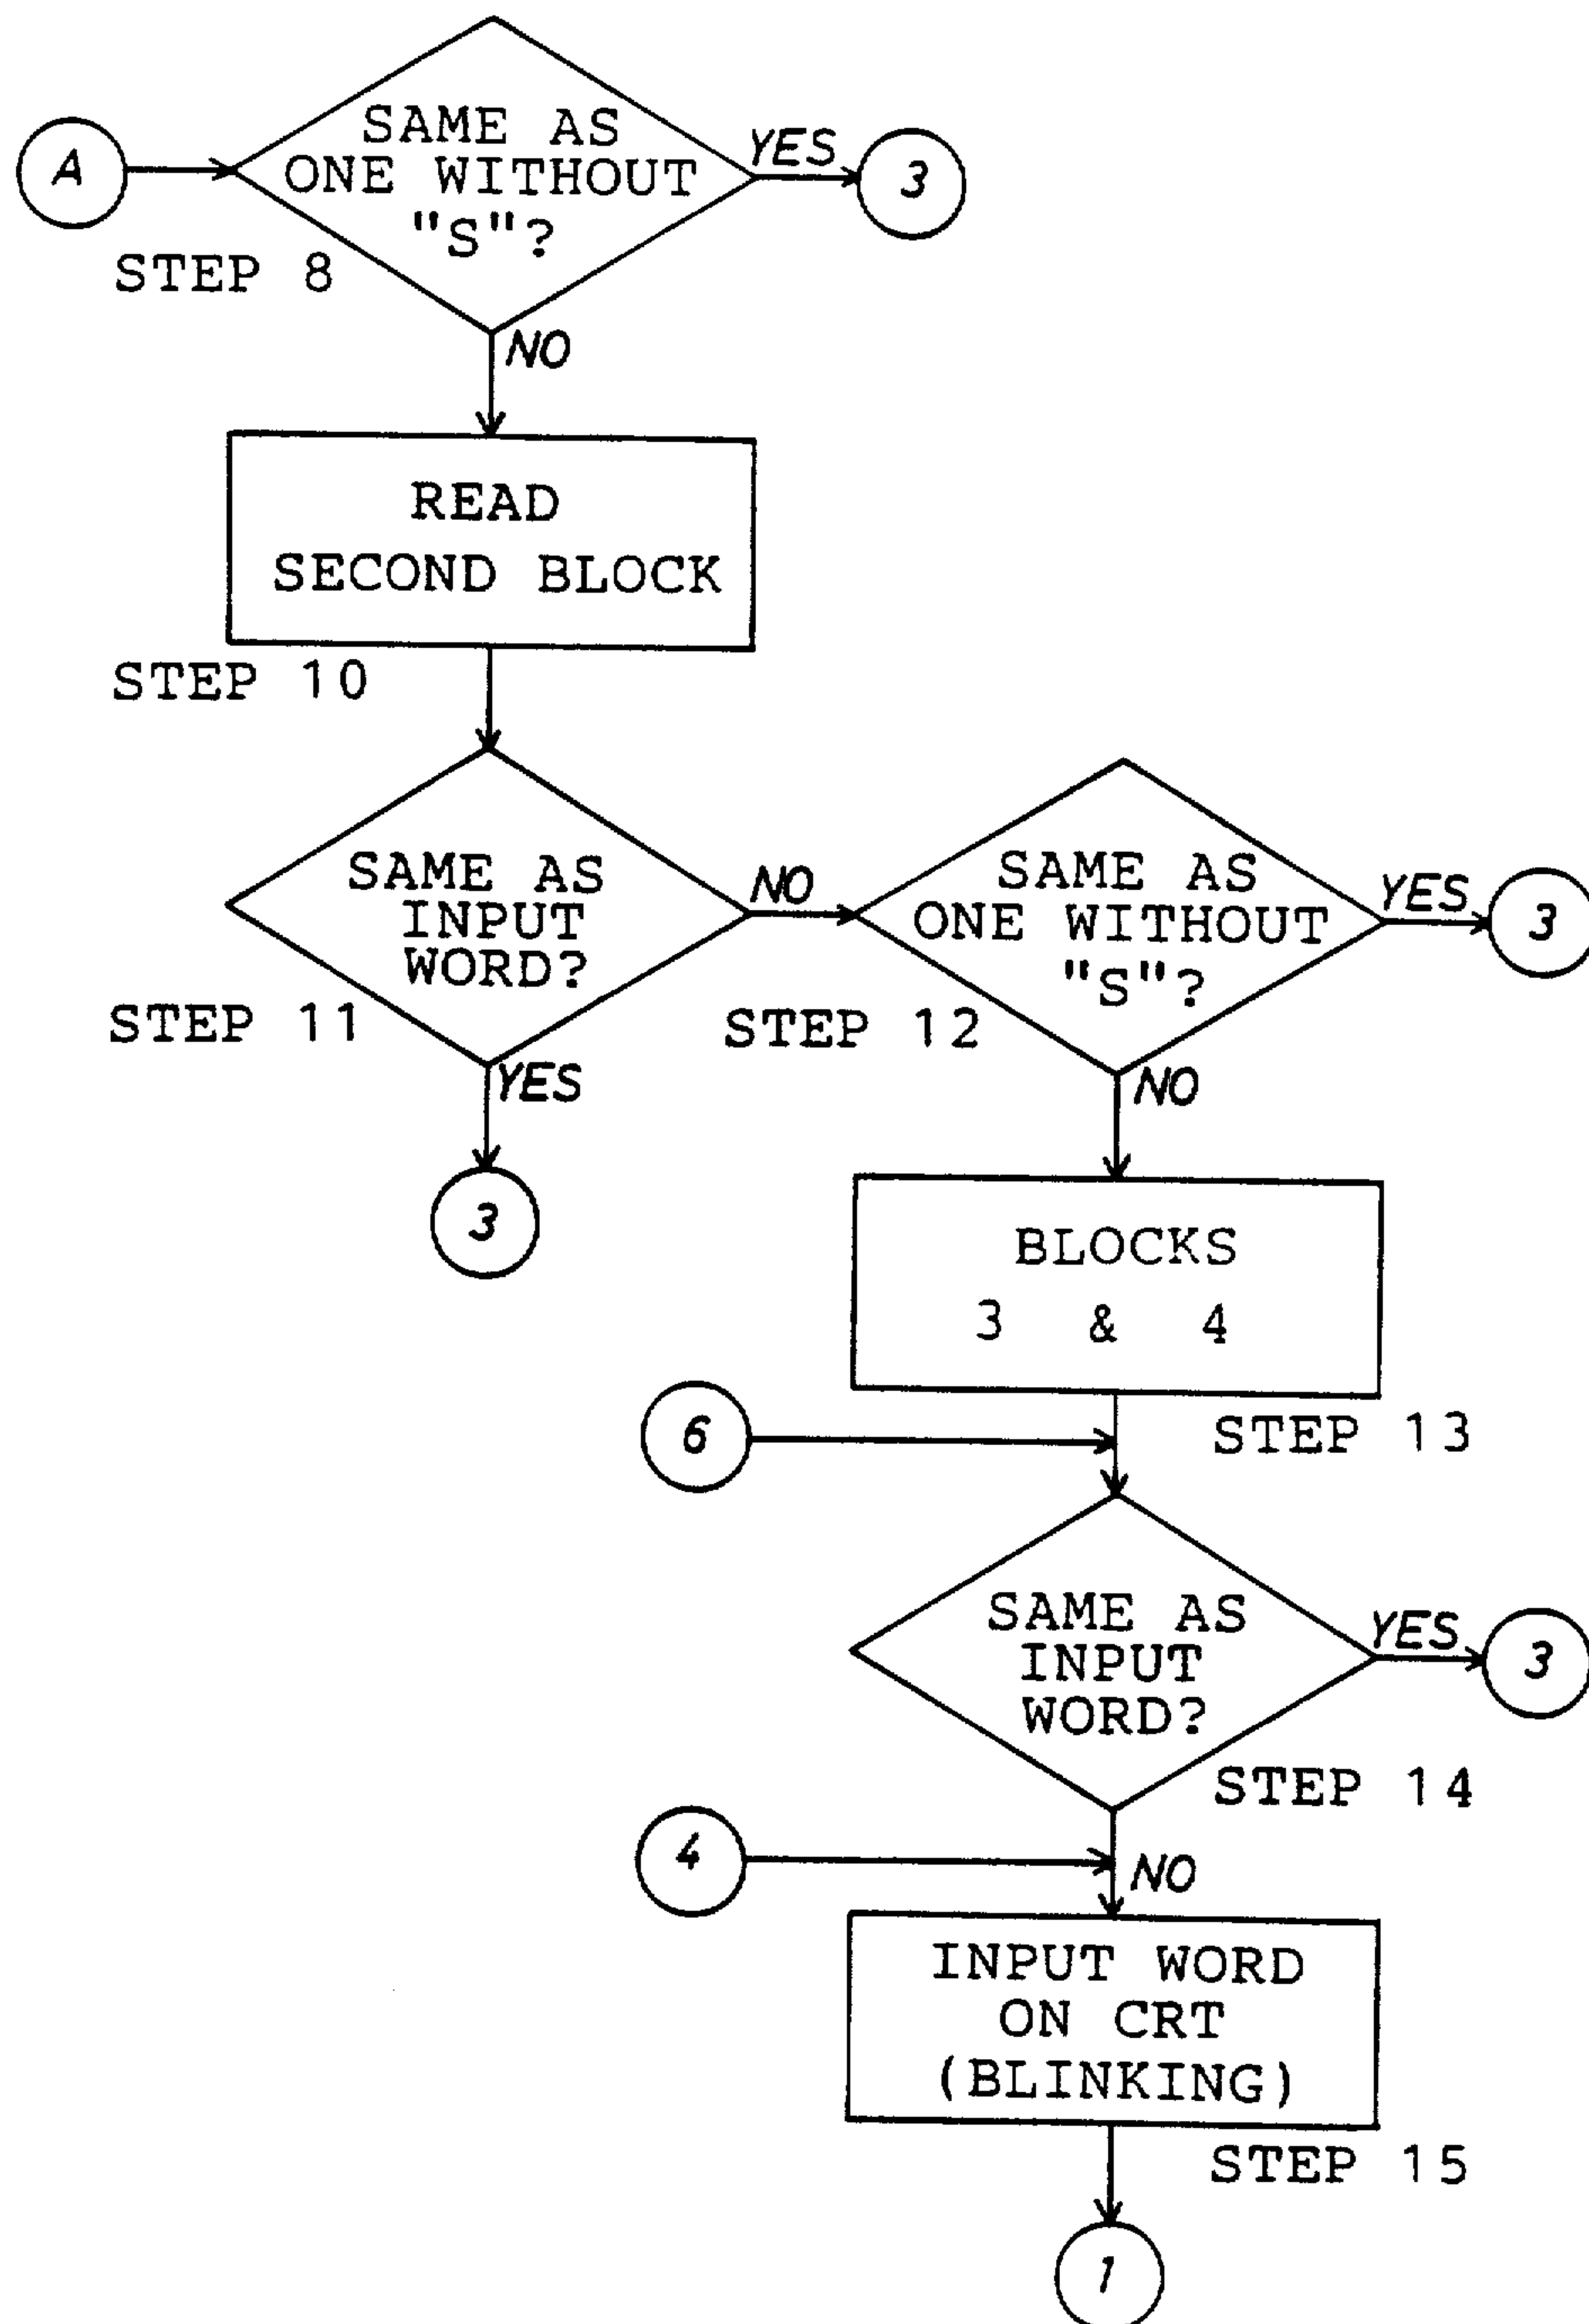 SAME AS
ONE WITHOUT
"S"?
A
YES
3
STEP 8
NO
READ
SECOND BLOCK
STEP 10
SAME AS
INPUT
WORD?
STEP 11
NO
YES
3
SAME AS
ONE WITHOUT
"S"?
STEP 12
YES
3
NO
BLOCKS
3 & 4
STEP 13
6
SAME AS
INPUT
WORD?
YES
3
STEP 14
4
NO
INPUT WORD
ON CRT
(BLINKING)
STEP 15
1